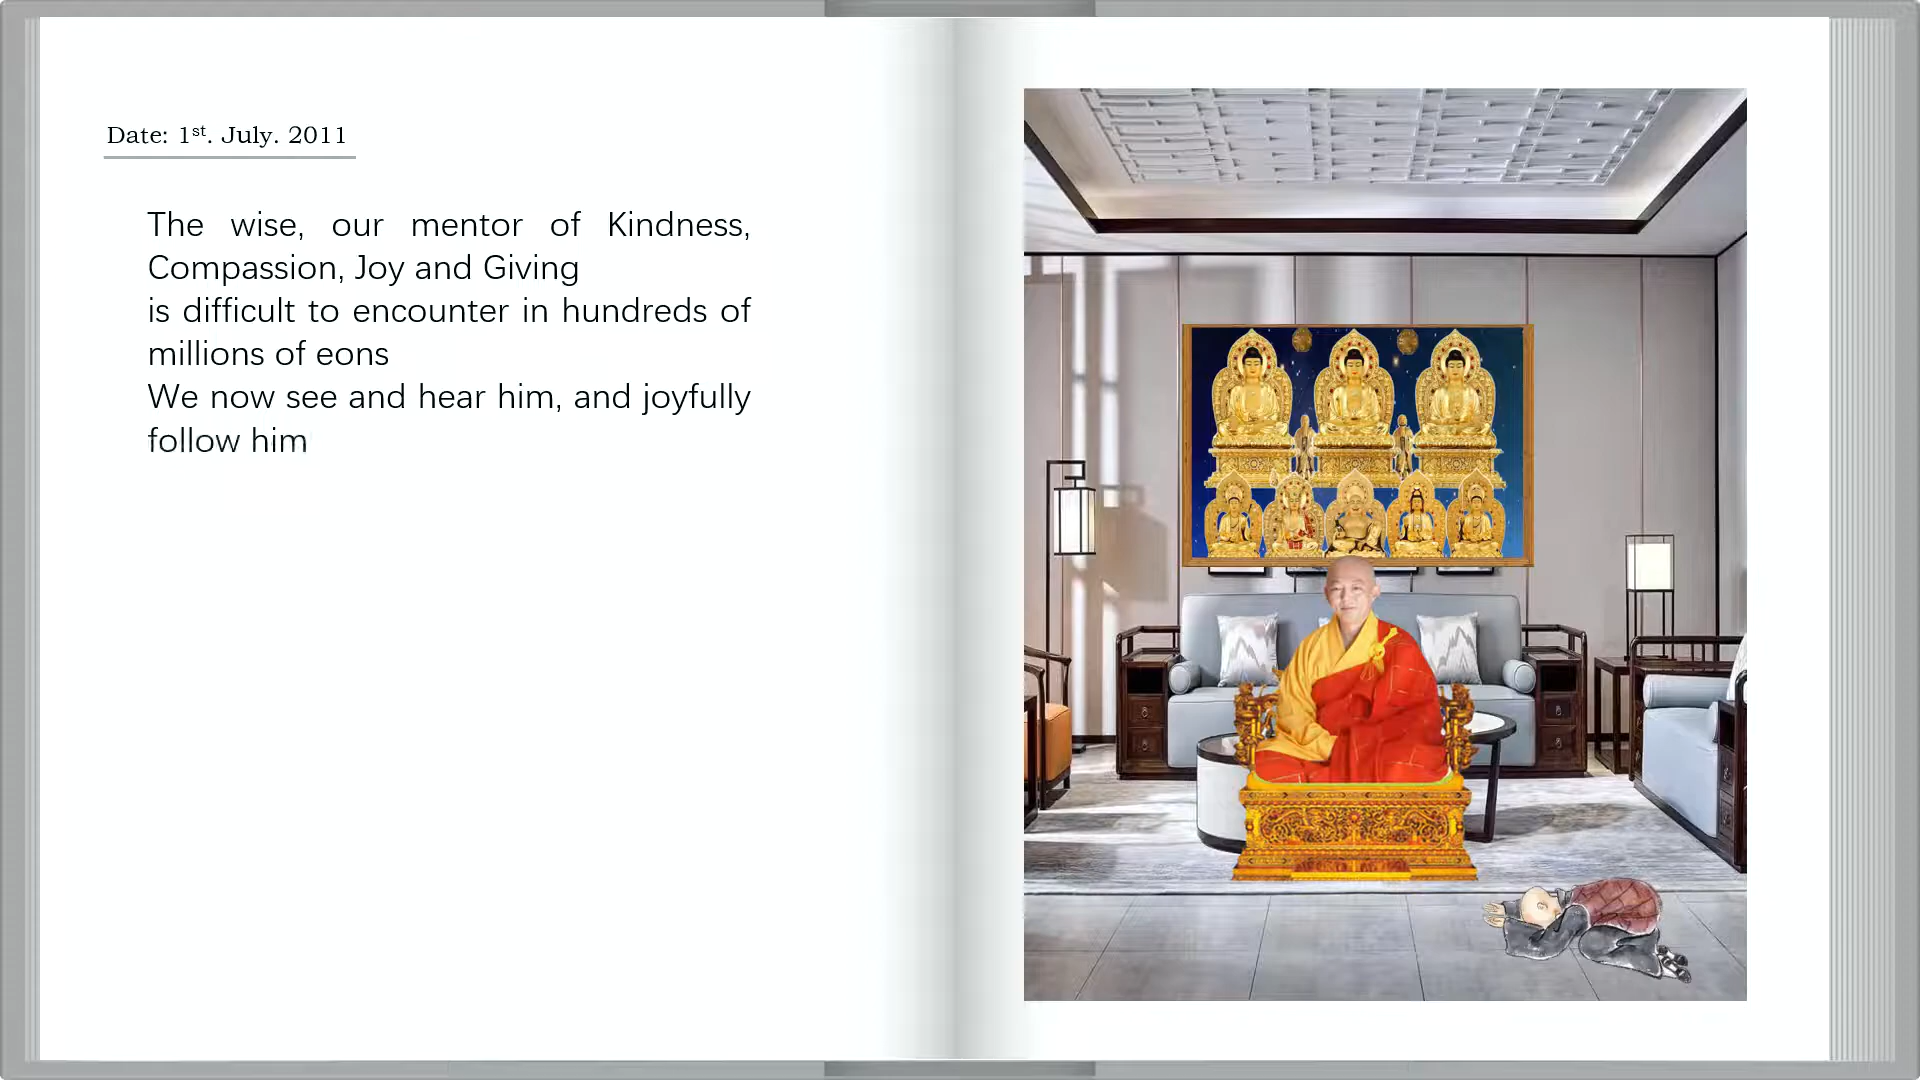 Date: 1st. July. 2011
The wise, our mentor of Kindness,
Compassion, Joy and Giving
is difficult to encounter in hundreds of
millions of eons
We now see and hear him, and joyfully
follow him